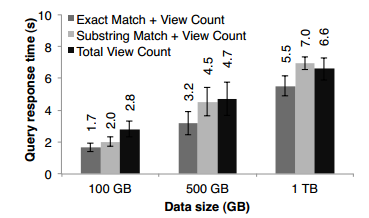 Query response time (s)
10
8
6
4
2
0
Exact Match + View Count
Substring Match + View Count
Total View Count
1.7
2.0
2.8
3.2
4.5
4.7
5.5
7.0
6.6
100 GB
500 GB
1 TB
Data size (GB)